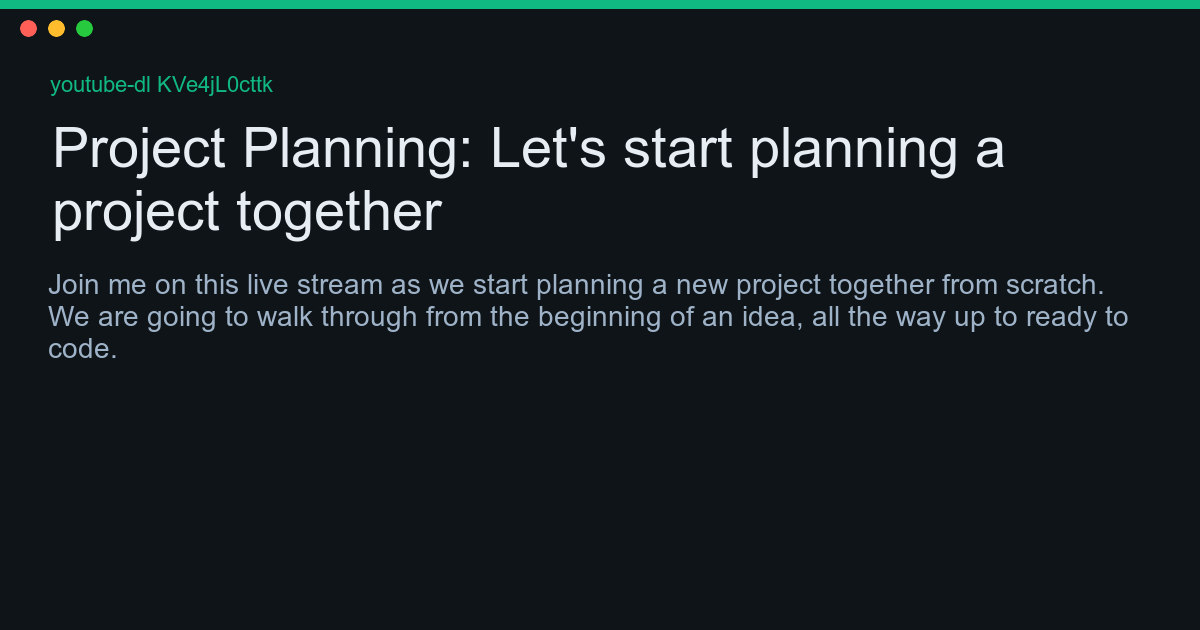 youtube-dl KVe4jL0cttk
Project Planning: Let's start planning a
project together
Join me on this live stream as we start planning a new project together from scratch.
We are going to walk through from the beginning of an idea, all the way up to ready to
code.